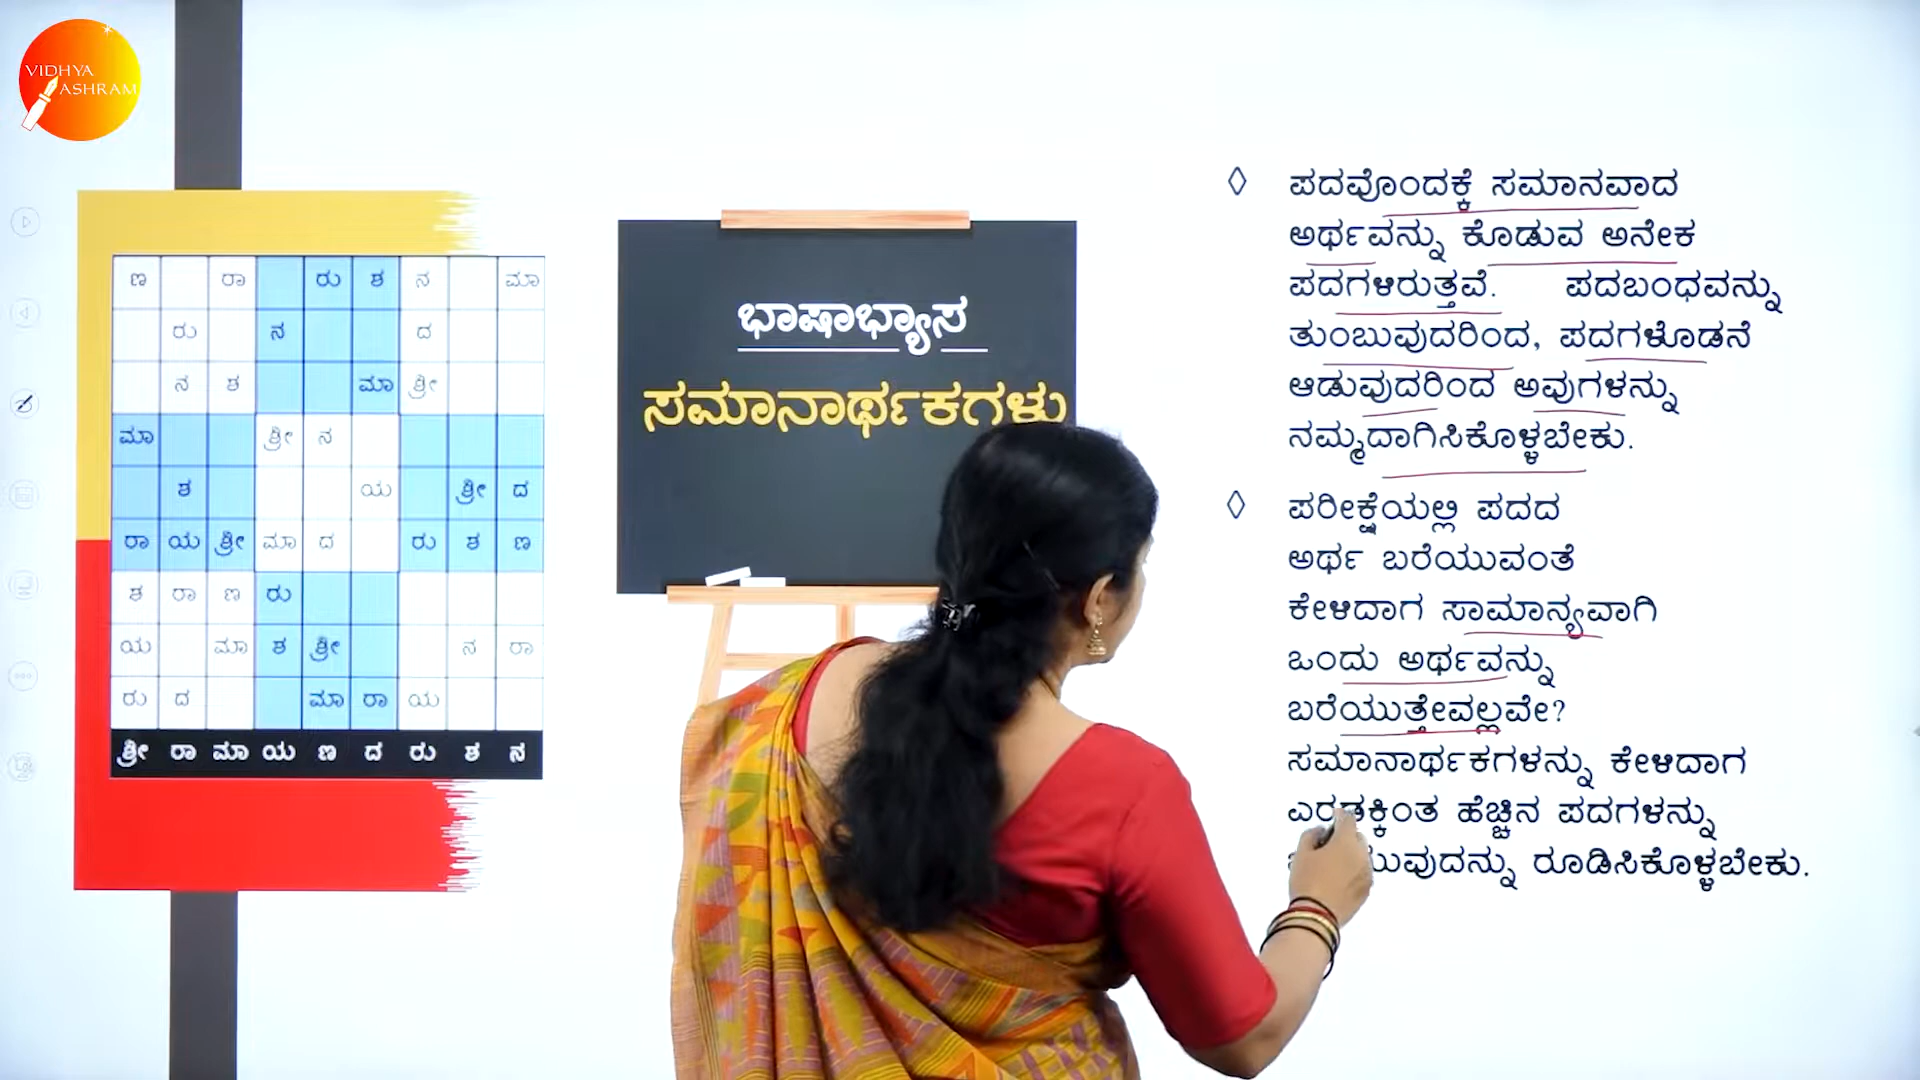 VIDHYA
ASHRAM
ಣ ರಾ ರು ಶ ನ ಮಾ
ರು ನ ದ
ನ ಶ ಮಾ ಶ್ರೀ
ಮಾ ಶ್ರೀ ನ
ಶ ಯ ಶ್ರೀ ದ
ರಾ ಯ ಶ್ರೀ ಮಾ ದ ರು ಶ ಣ
ಶ ರಾ ಣ ರು
ಯ ಮಾ ಶ ಶ್ರೀ ನ ರಾ
ರು ದ ಮಾ ರಾ ಯ
ಶ್ರೀ ರಾ ಮಾ ಯ ಣ ದ ರು ಶ ನ
ಭಾಷಾಭ್ಯಾಸ
ಸಮಾನಾರ್ಥಕಗಳು
ಪದವೊಂದಕ್ಕೆ ಸಮಾನವಾದ
ಅರ್ಥವನ್ನು ಕೊಡುವ ಅನೇಕ
ಪದಗಳಿರುತ್ತವೆ. ಪದಬಂಧವನ್ನು
ತುಂಬುವುದರಿಂದ, ಪದಗಳೊಡನೆ
ಆಡುವುದರಿಂದ ಅವುಗಳನ್ನು
ನಮ್ಮದಾಗಿಸಿಕೊಳ್ಳಬೇಕು.
ಪರೀಕ್ಷೆಯಲ್ಲಿ ಪದದ
ಅರ್ಥ ಬರೆಯುವಂತೆ
ಕೇಳಿದಾಗ ಸಾಮಾನ್ಯವಾಗಿ
ಒಂದು ಅರ್ಥವನ್ನು
ಬರೆಯುತ್ತೇವಲ್ಲವೇ?
ಸಮಾನಾರ್ಥಕಗಳನ್ನು ಕೇಳಿದಾಗ
ಎರಡಕ್ಕಿಂತ ಹೆಚ್ಚಿನ ಪದಗಳನ್ನು
ರೂಡಿಸಿಕೊಳ್ಳಬೇಕು.